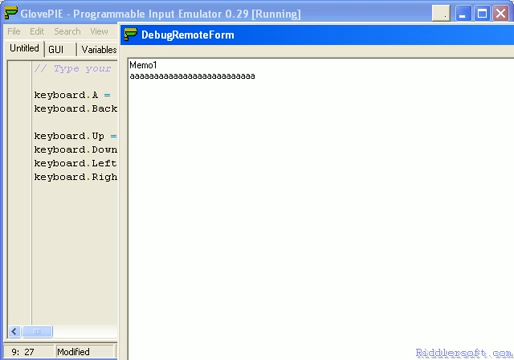 GlovePIE - Programmable Input Emulator 0.29 [Running]
File Edit Search View
DebugRemoteForm
Untitled GUI Variables
Memo1
// Type your
aaaaaaaaaaaaaaaaaaaaaaaaaa
keyboard.A =
keyboard.Back
keyboard.Up =
keyboard.Down
keyboard.Left
keyboard.Righ
9: 27 Modified
Riddlersoft.com